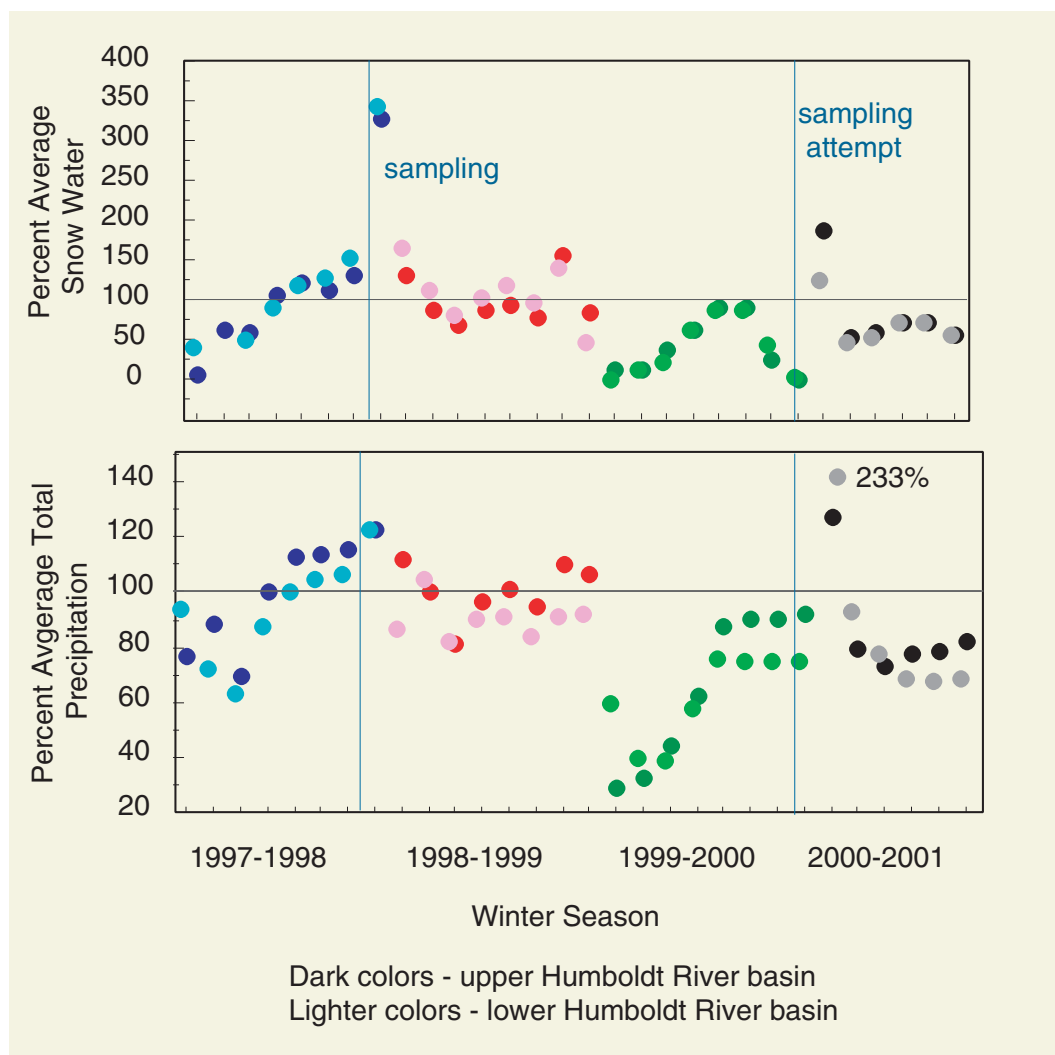 400
350
300
250
200
150
100
50
0
Percent Average
Snow Water
sampling
sampling
attempt
140
120
100
80
60
40
20
Percent Avgerage Total
Precipitation
233%
1997-1998
1998-1999
1999-2000
2000-2001
Winter Season
Dark colors - upper Humboldt River basin
Lighter colors - lower Humboldt River basin